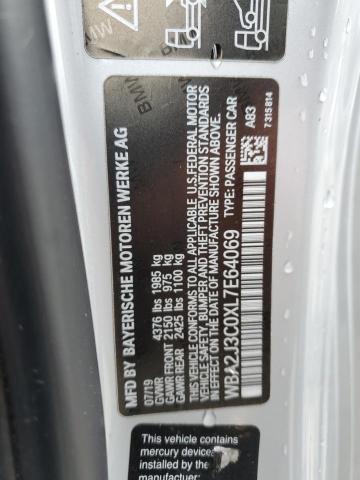 BMW
BMW
MFD BY BAYERISCHE MOTOREN WERKE AG
07/19
GVWR 4376 lbs 1985 kg
GAWR FRONT 2150 lbs 975 kg
GAWR REAR 2425 lbs 1100 kg
THIS VEHICLE CONFORMS TO ALL APPLICABLE
U.S. FEDERAL MOTOR VEHICLE
SAFETY, BUMPER AND THEFT PREVENTION STANDARDS
IN EFFECT ON THE DATE OF MANUFACTURE SHOWN ABOVE.
WBA2J3C0XL7E64069 TYPE: PASSENGER CAR
A83
7315814
This vehicle contains
mercury devices
installed by the
manufacturer: